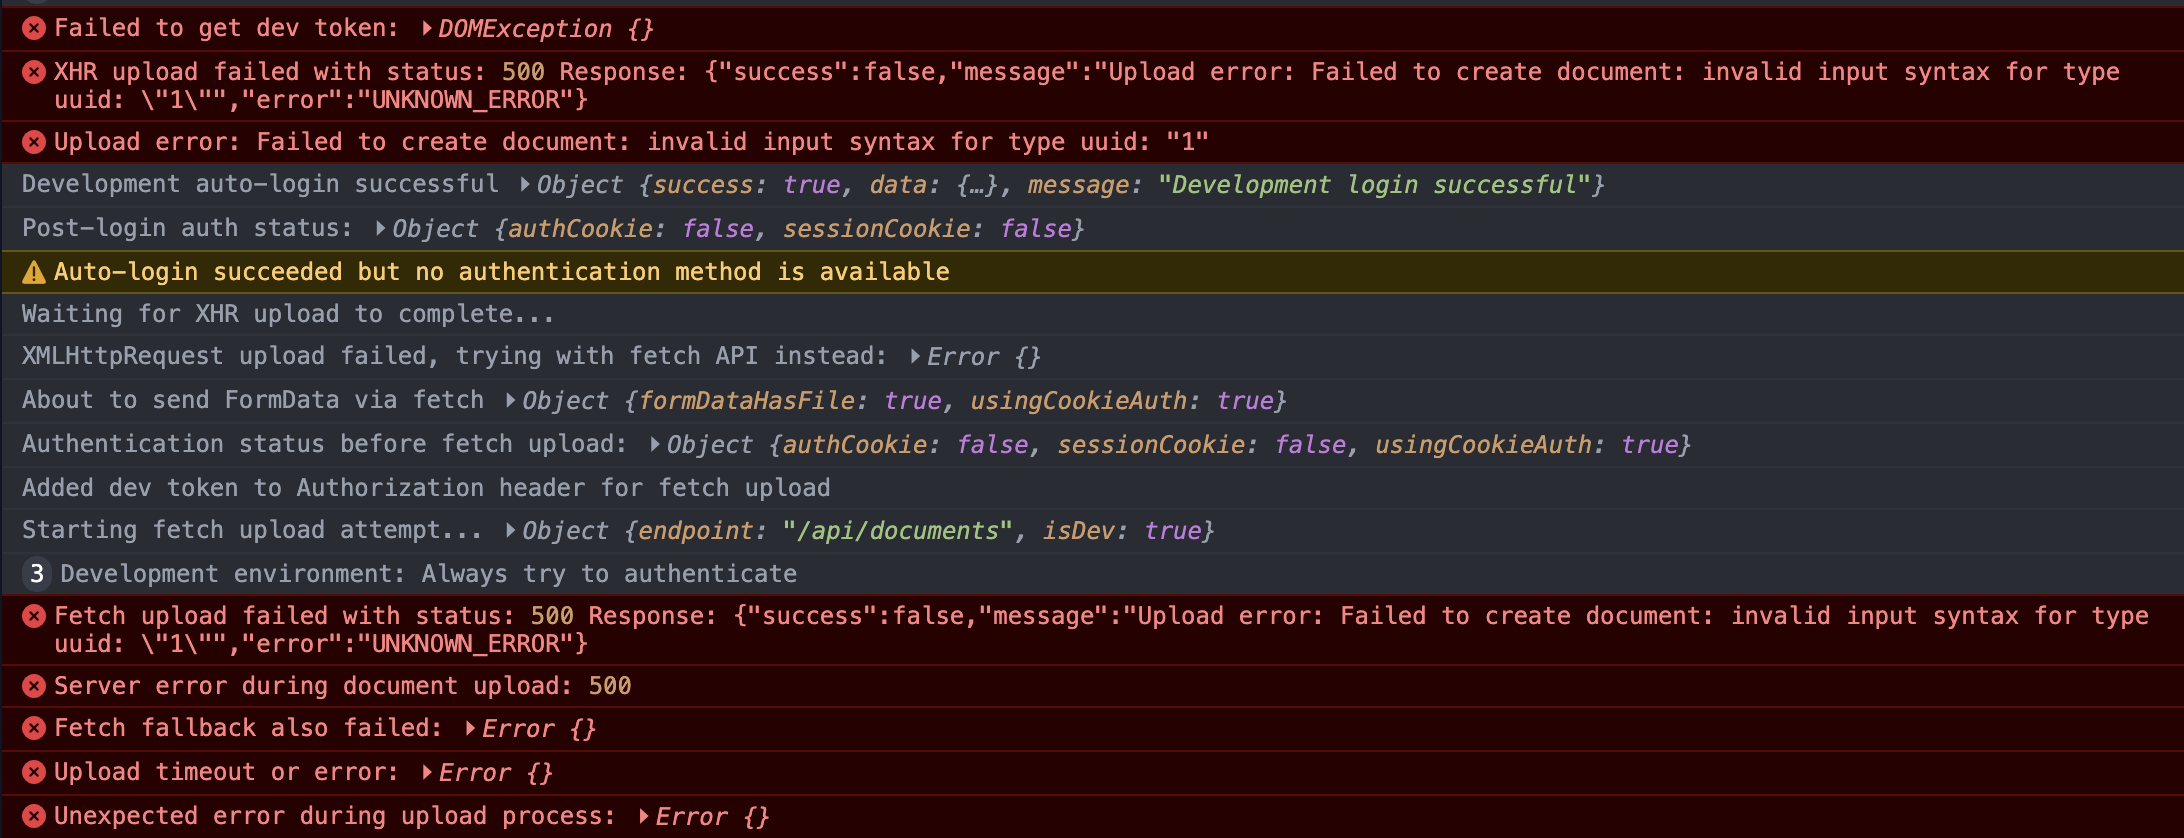 Failed to get dev token: DOMException {}
XHR upload failed with status: 500 Response: {"success":false,"message":"Upload error: Failed to create document: invalid input syntax for type
uuid: \"1\"","error":"UNKNOWN_ERROR"}
Upload error: Failed to create document: invalid input syntax for type uuid: "1"
Development auto-login successful Object {success: true, data: {…}, message: "Development login successful"}
Post-login auth status: Object {authCookie: false, sessionCookie: false}
Auto-login succeeded but no authentication method is available
Waiting for XHR upload to complete...
XMLHttpRequest upload failed, trying with fetch API instead: Error {}
About to send FormData via fetch Object {formDataHasFile: true, usingCookieAuth: true}
Authentication status before fetch upload: Object {authCookie: false, sessionCookie: false, usingCookieAuth: true}
Added dev token to Authorization header for fetch upload
Starting fetch upload attempt... Object {endpoint: "/api/documents", isDev: true}
3 Development environment: Always try to authenticate
Fetch upload failed with status: 500 Response: {"success":false,"message":"Upload error: Failed to create document: invalid input syntax for type
uuid: \"1\"","error":"UNKNOWN_ERROR"}
Server error during document upload: 500
Fetch fallback also failed: Error {}
Upload timeout or error: Error {}
Unexpected error during upload process: Error {}